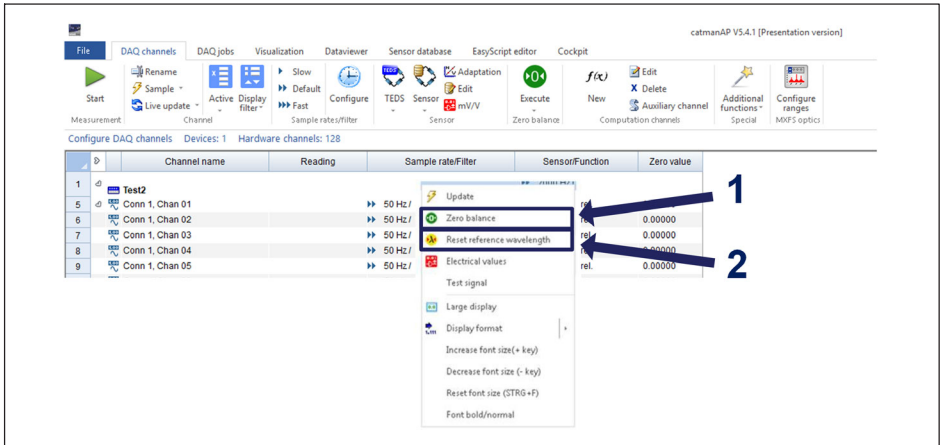 catmanAP V5.4.1 [Presentation version]
File DAQ channels DAQ jobs Visualization Dataviewer Sensor database EasyScript editor Cockpit
Start
Rename
Sample
Live update
Active
Display filter
Slow
Default
Fast
Configure
TEDS
TEDS
Sensor
Adaptation
Edit
mV/V
>0<
Execute
f(x)
New
Edit
X Delete
Auxiliary channel
Additional functions
Configure ranges
Measurement Channel Sample rates/filter Sensor Zero balance Computation channels Special MXFS optics
Configure DAQ channels Devices: 1 Hardware channels: 128
Channel name Reading Sample rate/Filter Sensor/Function Zero value
1 Test2
5 Conn 1, Chan 01 50 Hz / rel.
6 Conn 1, Chan 02 50 Hz / 0.00000
7 Conn 1, Chan 03 50 Hz / rel. 0.00000
8 Conn 1, Chan 04 50 Hz / 0.00000
9 Conn 1, Chan 05 50 Hz / rel. 0.00000
Update
Zero balance
Reset reference wavelength
Electrical values
Test signal
Large display
Display format
Increase font size(+ key)
Decrease font size (- key)
Reset font size (STRG+F)
Font bold/normal
1
2